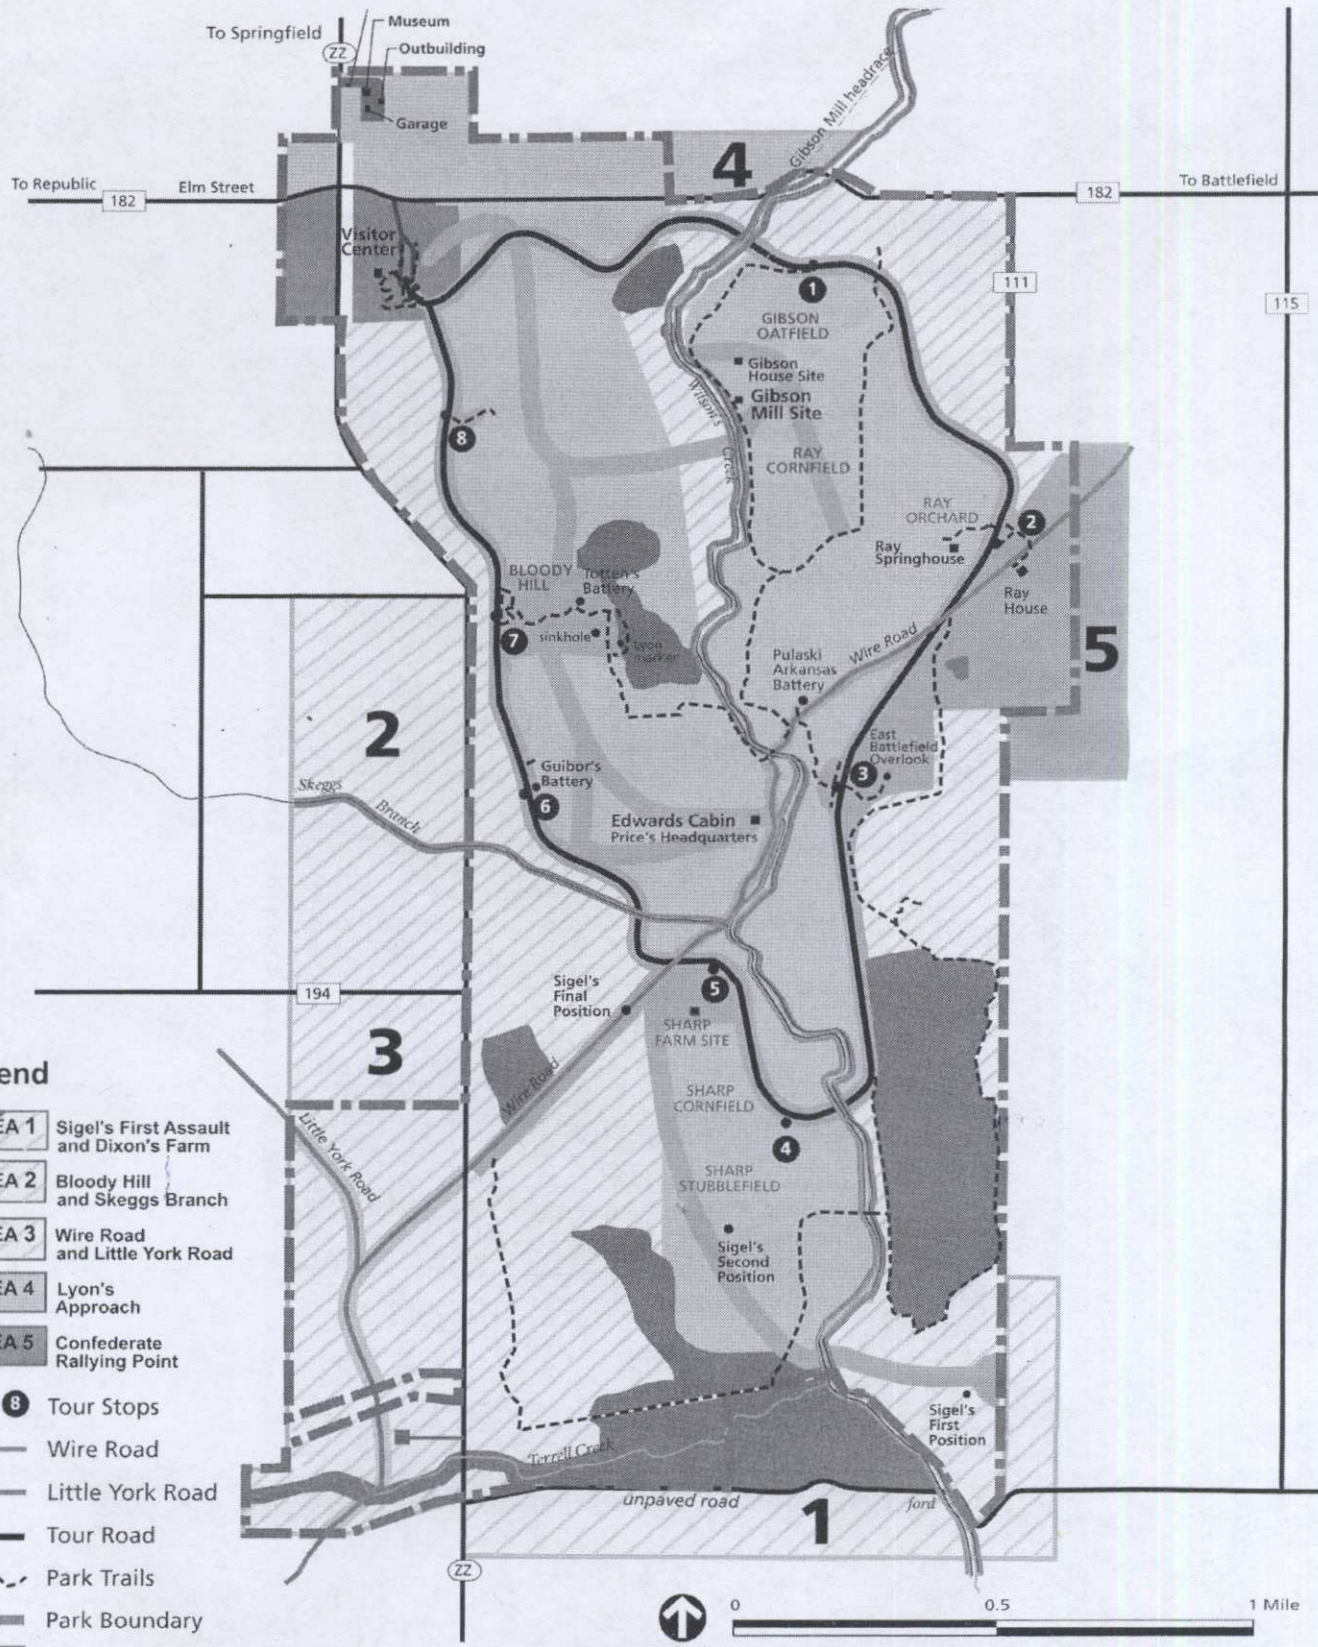 To Springfield
ZZ
Museum
Outbuilding
Garage
Gibson Mill headrace
4
To Republic
182
Elm Street
182
To Battlefield
Visitor
Center
111
115
1
GIBSON
OATFIELD
Gibson
House Site
Gibson
Mill Site
Wilson's
Creek
8
RAY
CORNFIELD
RAY
ORCHARD
2
Ray
Springhouse
Ray
House
BLOODY
HILL
Totten's
Battery
7
sinkhole
Lyon
marker
Pulaski
Arkansas
Battery
Wire Road
5
2
East
Battlefield
Overlook
3
Guibor's
Battery
6
Skeggs
Branch
Edwards Cabin
Price's Headquarters
194
Sigel's
Final
Position
5
SHARP
FARM SITE
3
Wire Road
SHARP
CORNFIELD
4
Little York Road
SHARP
STUBBLEFIELD
Sigel's
Second
Position
Sigel's
First
Position
Terrell Creek
unpaved road
1
ford
ZZ
end
EA 1 Sigel's First Assault
and Dixon's Farm
EA 2 Bloody Hill
and Skeggs Branch
EA 3 Wire Road
and Little York Road
EA 4 Lyon's
Approach
EA 5 Confederate
Rallying Point
8 Tour Stops
Wire Road
Little York Road
Tour Road
Park Trails
Park Boundary
0 0.5 1 Mile